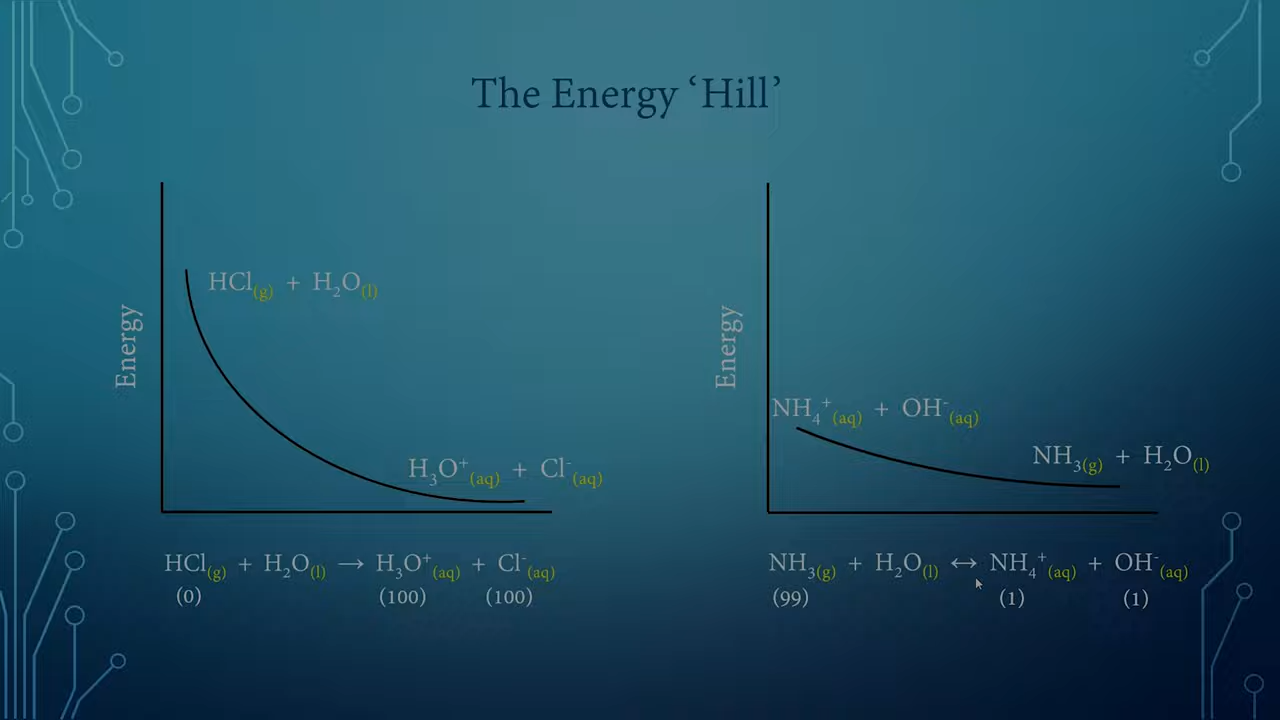 The Energy ‘Hill’
Energy
HCl(g) + H2O(l)
H3O+(aq) + Cl-(aq)
HCl(g) + H2O(l) → H3O+(aq) + Cl-(aq)
(0) (100) (100)
Energy
NH4+(aq) + OH-(aq)
NH3(g) + H2O(l)
NH3(g) + H2O(l) ↔ NH4+(aq) + OH-(aq)
(99) (1) (1)